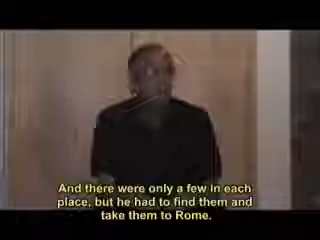 And there were only a few in each
place, but he had to find them and
take them to Rome.